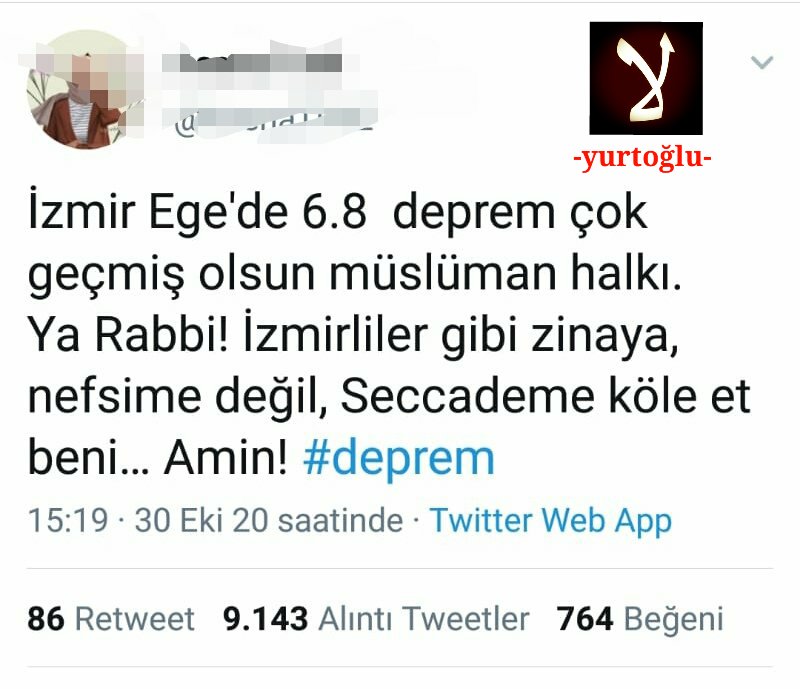 لا
-yurtoğlu-
İzmir Ege'de 6.8 deprem çok
geçmiş olsun müslüman halkı.
Ya Rabbi! İzmirliler gibi zinaya,
nefsime değil, Seccademe köle et
beni... Amin! #deprem
15:19 · 30 Eki 20 saatinde · Twitter Web App
86 Retweet 9.143 Alıntı Tweetler 764 Beğeni